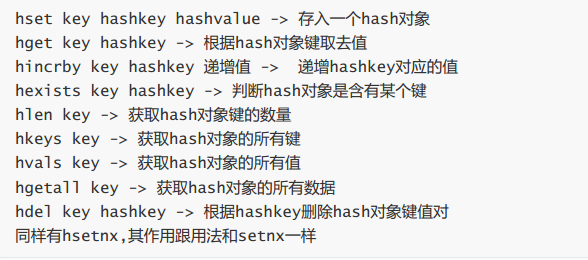 hset key hashkey hashvalue -> 存入一个hash对象
hget key hashkey -> 根据hash对象键取去值
hincrby key hashkey 递增值 -> 递增hashkey对应的值
hexists key hashkey -> 判断hash对象是含有某个键
hlen key -> 获取hash对象键的数量
hkeys key -> 获取hash对象的所有键
hvals key -> 获取hash对象的所有值
hgetall key -> 获取hash对象的所有数据
hdel key hashkey -> 根据hashkey删除hash对象键值对
同样有hsetnx,其作用跟用法和setnx一样